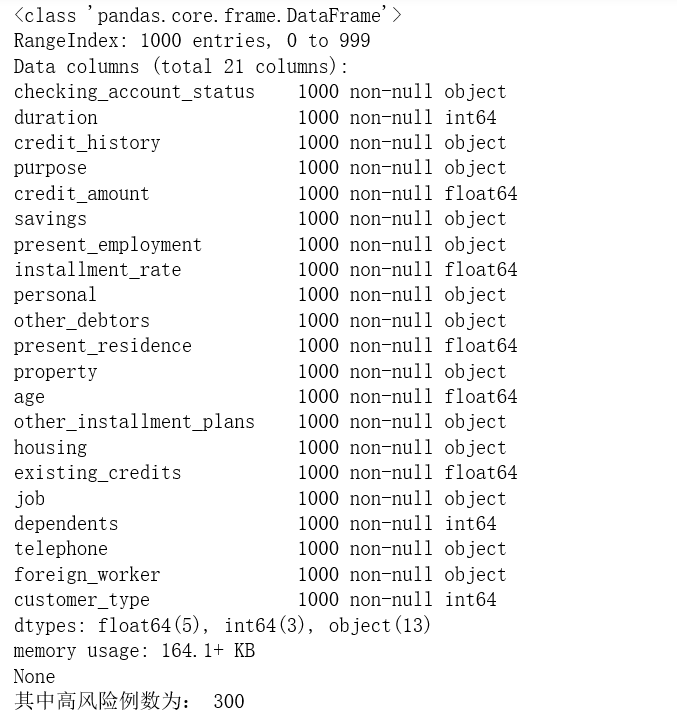 <class 'pandas.core.frame.DataFrame'>
RangeIndex: 1000 entries, 0 to 999
Data columns (total 21 columns):
checking_account_status    1000 non-null object
duration                   1000 non-null int64
credit_history             1000 non-null object
purpose                    1000 non-null object
credit_amount              1000 non-null float64
savings                    1000 non-null object
present_employment         1000 non-null object
installment_rate           1000 non-null float64
personal                   1000 non-null object
other_debtors              1000 non-null object
present_residence          1000 non-null float64
property                   1000 non-null object
age                        1000 non-null float64
other_installment_plans    1000 non-null object
housing                    1000 non-null object
existing_credits           1000 non-null float64
job                        1000 non-null object
dependents                 1000 non-null int64
telephone                  1000 non-null object
foreign_worker             1000 non-null object
customer_type              1000 non-null int64
dtypes: float64(5), int64(3), object(13)
memory usage: 164.1+ KB
None
其中高风险例数为： 300